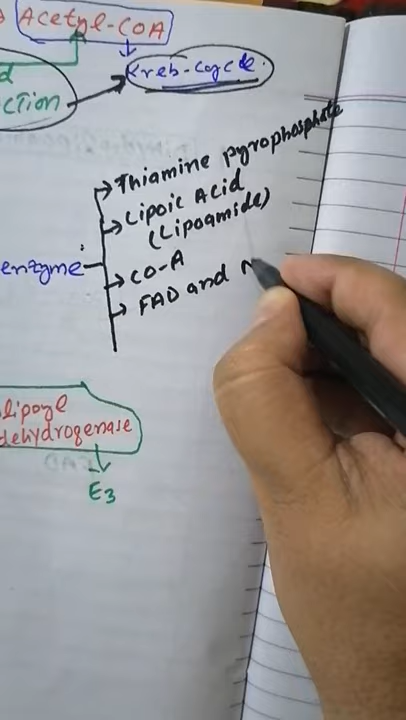 Acetyl-COA
d
ction
Kreb-cycle
Thiamine pyrophosphate
Lipoic Acid
(Lipoamide)
enzyme
CO-A
FAD and N
lipoyl
dehydrogenase
E3